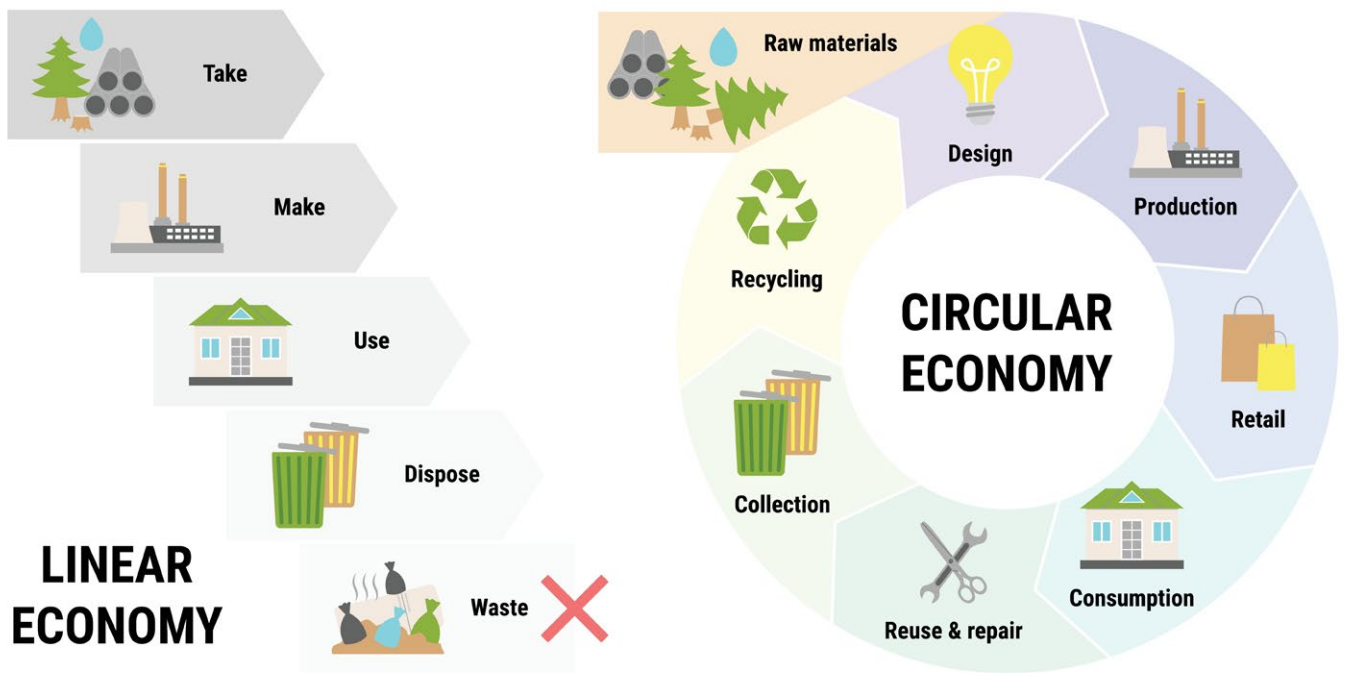 Take
Make
Use
Dispose
Waste
LINEAR
ECONOMY
Raw materials
Design
Production
Retail
Consumption
Reuse & repair
Collection
Recycling
CIRCULAR
ECONOMY